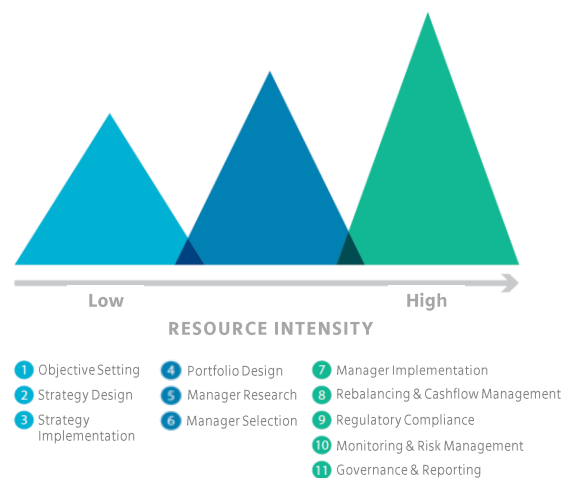 Low
High
RESOURCE INTENSITY
1 Objective Setting
2 Strategy Design
3 Strategy
Implementation
4 Portfolio Design
5 Manager Research
6 Manager Selection
7 Manager Implementation
8 Rebalancing & Cashflow Management
9 Regulatory Compliance
10 Monitoring & Risk Management
11 Governance & Reporting